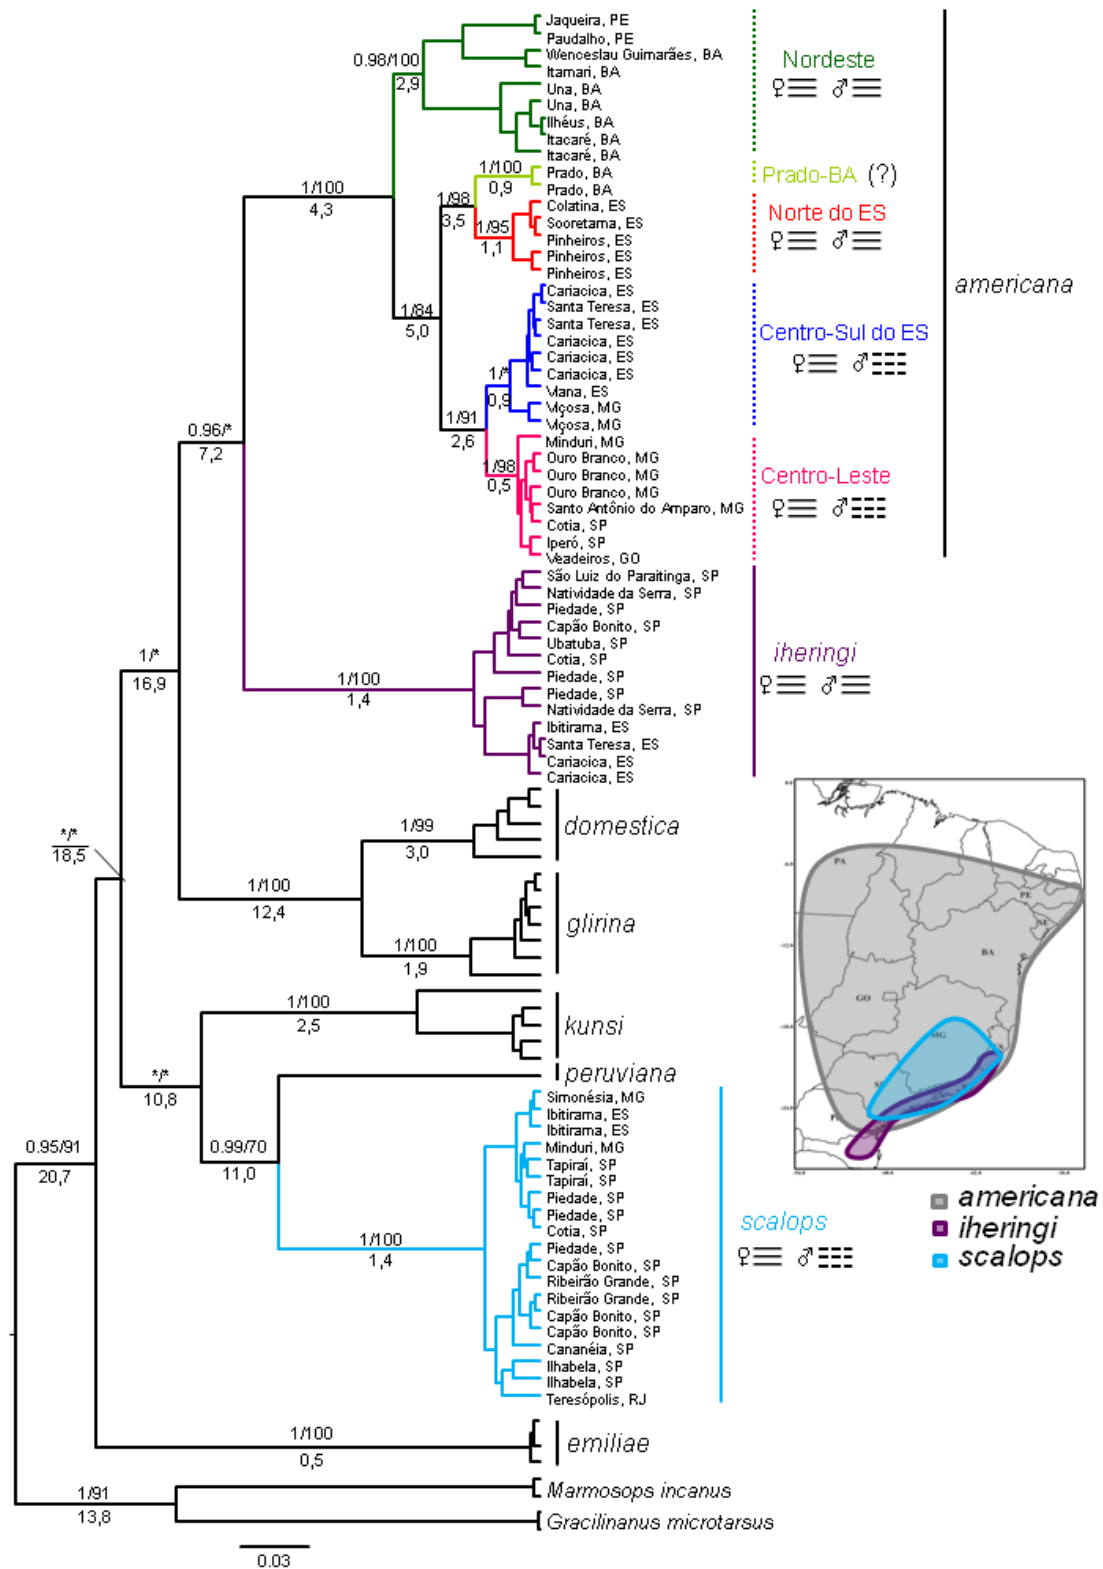 Jaqueira, PE
Paudalho, PE
Wenceslau Guimarães, BA
Itamari, BA
Una, BA
Una, BA
Ilhéus, BA
Itacaré, BA
Itacaré, BA
0.98/100
2,9
Nordeste
♀ ♂
1/100
4,3
1/100
0,9
Prado, BA
Prado, BA
Prado-BA (?)
1/98
3,5
1/95
1,1
Colatina, ES
Sooretama, ES
Pinheiros, ES
Pinheiros, ES
Pinheiros, ES
Norte do ES
♀ ♂
americana
1/84
5,0
Cariacica, ES
Santa Teresa, ES
Santa Teresa, ES
Cariacica, ES
Cariacica, ES
Cariacica, ES
Viana, ES
Viçosa, MG
Viçosa, MG
1/*
0,9
Centro-Sul do ES
♀ ♂
1/91
2,6
1/98
0,5
Minduri, MG
Ouro Branco, MG
Ouro Branco, MG
Ouro Branco, MG
Santo Antônio do Amparo, MG
Cotia, SP
Iperó, SP
Veadeiros, GO
Centro-Leste
♀ ♂
0.96/*
7,2
São Luiz do Paraitinga, SP
Natividade da Serra, SP
Piedade, SP
Capão Bonito, SP
Ubatuba, SP
Cotia, SP
Piedade, SP
Piedade, SP
Natividade da Serra, SP
Ibitirama, ES
Santa Teresa, ES
Cariacica, ES
Cariacica, ES
1/100
1,4
iheringi
♀ ♂
1/*
16,9
*/*
18,5
1/99
3,0
domestica
1/100
12,4
glirina
1/100
1,9
1/100
2,5
kunsi
*/*
10,8
peruviana
0.95/91
20,7
0.99/70
11,0
Simonésia, MG
Ibitirama, ES
Ibitirama, ES
Minduri, MG
Tapiraí, SP
Tapiraí, SP
Piedade, SP
Piedade, SP
Cotia, SP
Piedade, SP
Capão Bonito, SP
Ribeirão Grande, SP
Ribeirão Grande, SP
Capão Bonito, SP
Capão Bonito, SP
Cananéia, SP
Ilhabela, SP
Ilhabela, SP
Teresópolis, RJ
1/100
1,4
scalops
♀ ♂
PA
PE
BA
GO
MG
americana
iheringi
scalops
1/100
0,5
emiliae
1/91
13,8
Marmosops incanus
Gracilinanus microtarsus
0.03